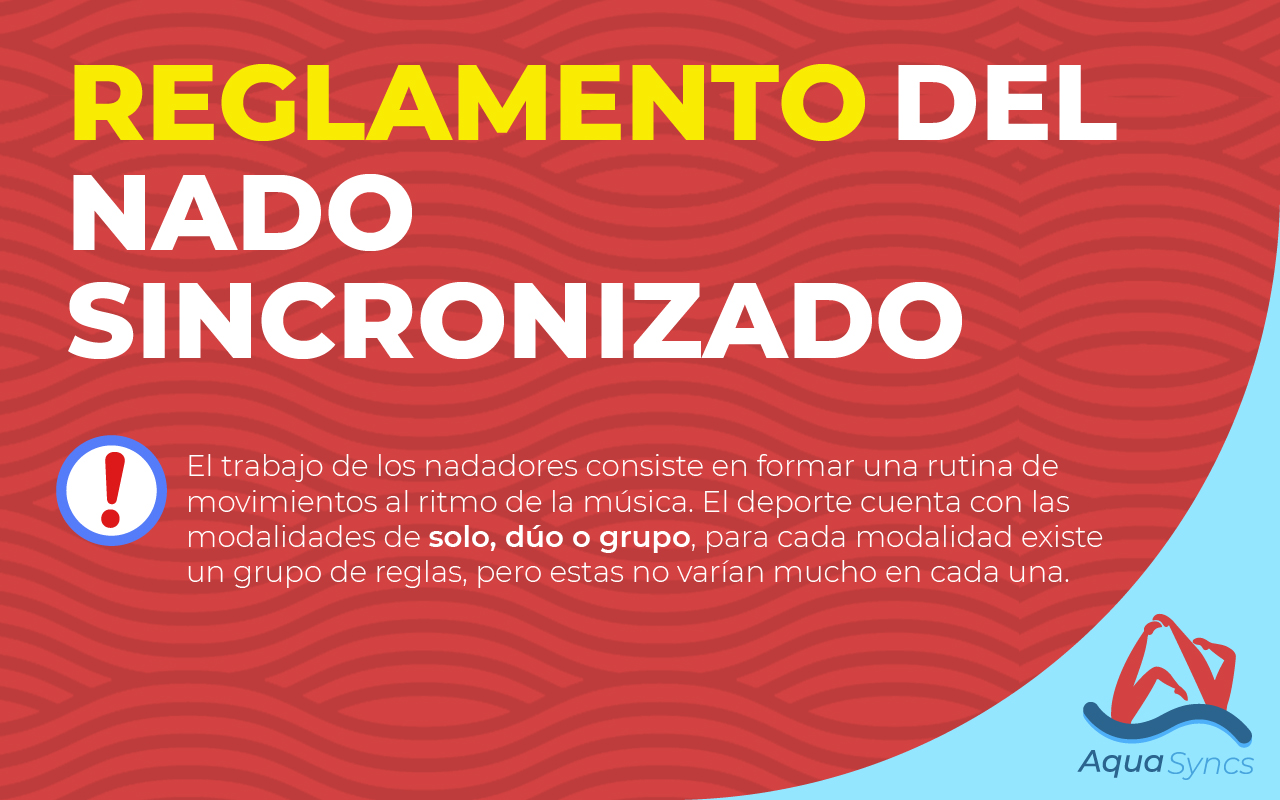 REGLAMENTO DEL
NADO
SINCRONIZADO
El trabajo de los nadadores consiste en formar una rutina de
movimientos al ritmo de la música. El deporte cuenta con las
modalidades de solo, dúo o grupo, para cada modalidad existe
un grupo de reglas, pero estas no varían mucho en cada una.
Aqua Syncs